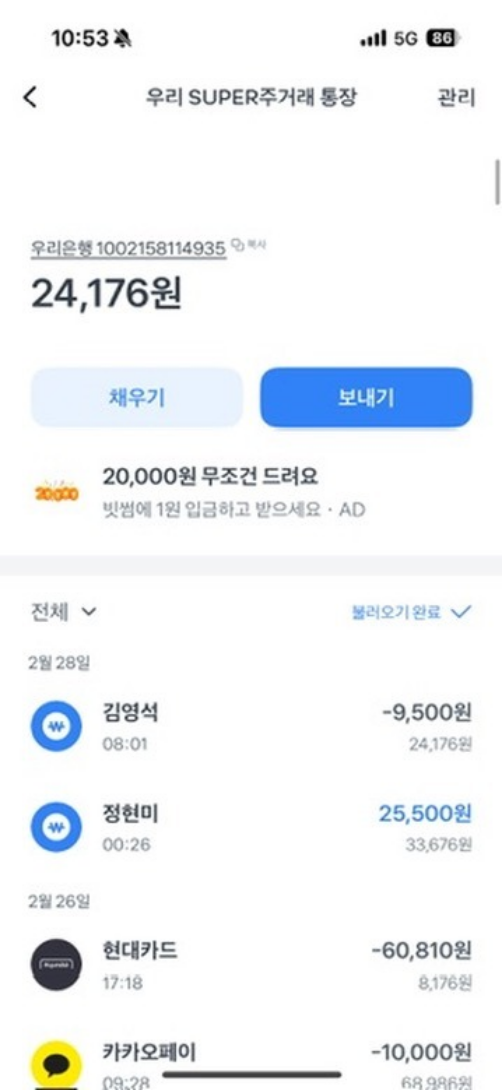 10:53 5G 86
우리 SUPER주거래 통장 관리
우리은행 1002158114935 복사
24,176원
채우기 보내기
20,000원 무조건 드려요
20,000
빗썸에 1원 입금하고 받으세요 · AD
전체 불러오기 완료
2월 28일
김영석 -9,500원
08:01 24,176원
정현미 25,500원
00:26 33,676원
2월 26일
현대카드 -60,810원
17:18 8,176원
카카오페이 -10,000원
09:28 68,986원